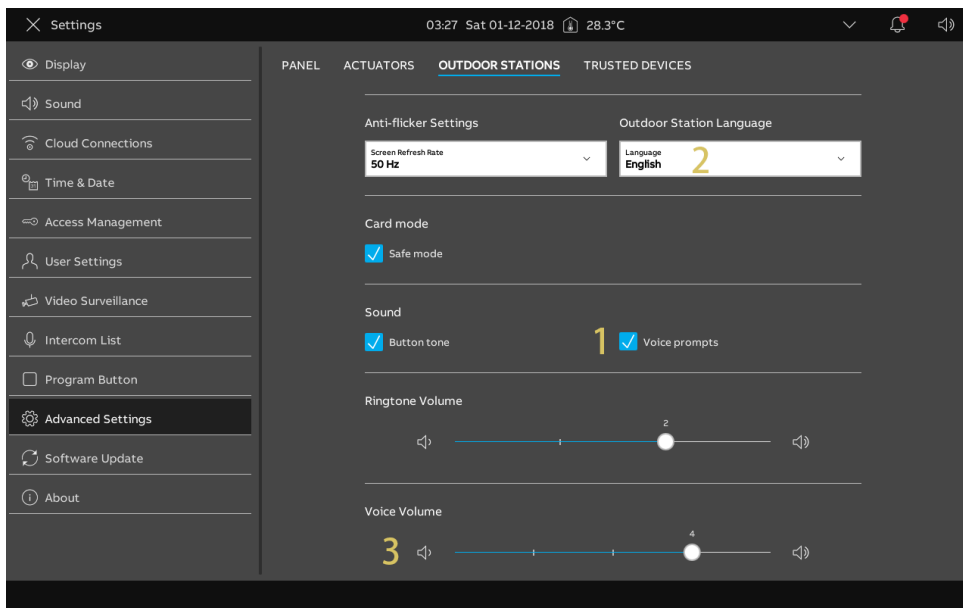 Settings
03:27 Sat 01-12-2018 28.3°C
Display
Sound
Cloud Connections
Time & Date
Access Management
User Settings
Video Surveillance
Intercom List
Program Button
Advanced Settings
Software Update
About
PANEL ACTUATORS OUTDOOR STATIONS TRUSTED DEVICES
Anti-flicker Settings
Screen Refresh Rate
50 Hz
Outdoor Station Language
Language
English
2
Card mode
Safe mode
Sound
Button tone
1 Voice prompts
Ringtone Volume
2
Voice Volume
4
3